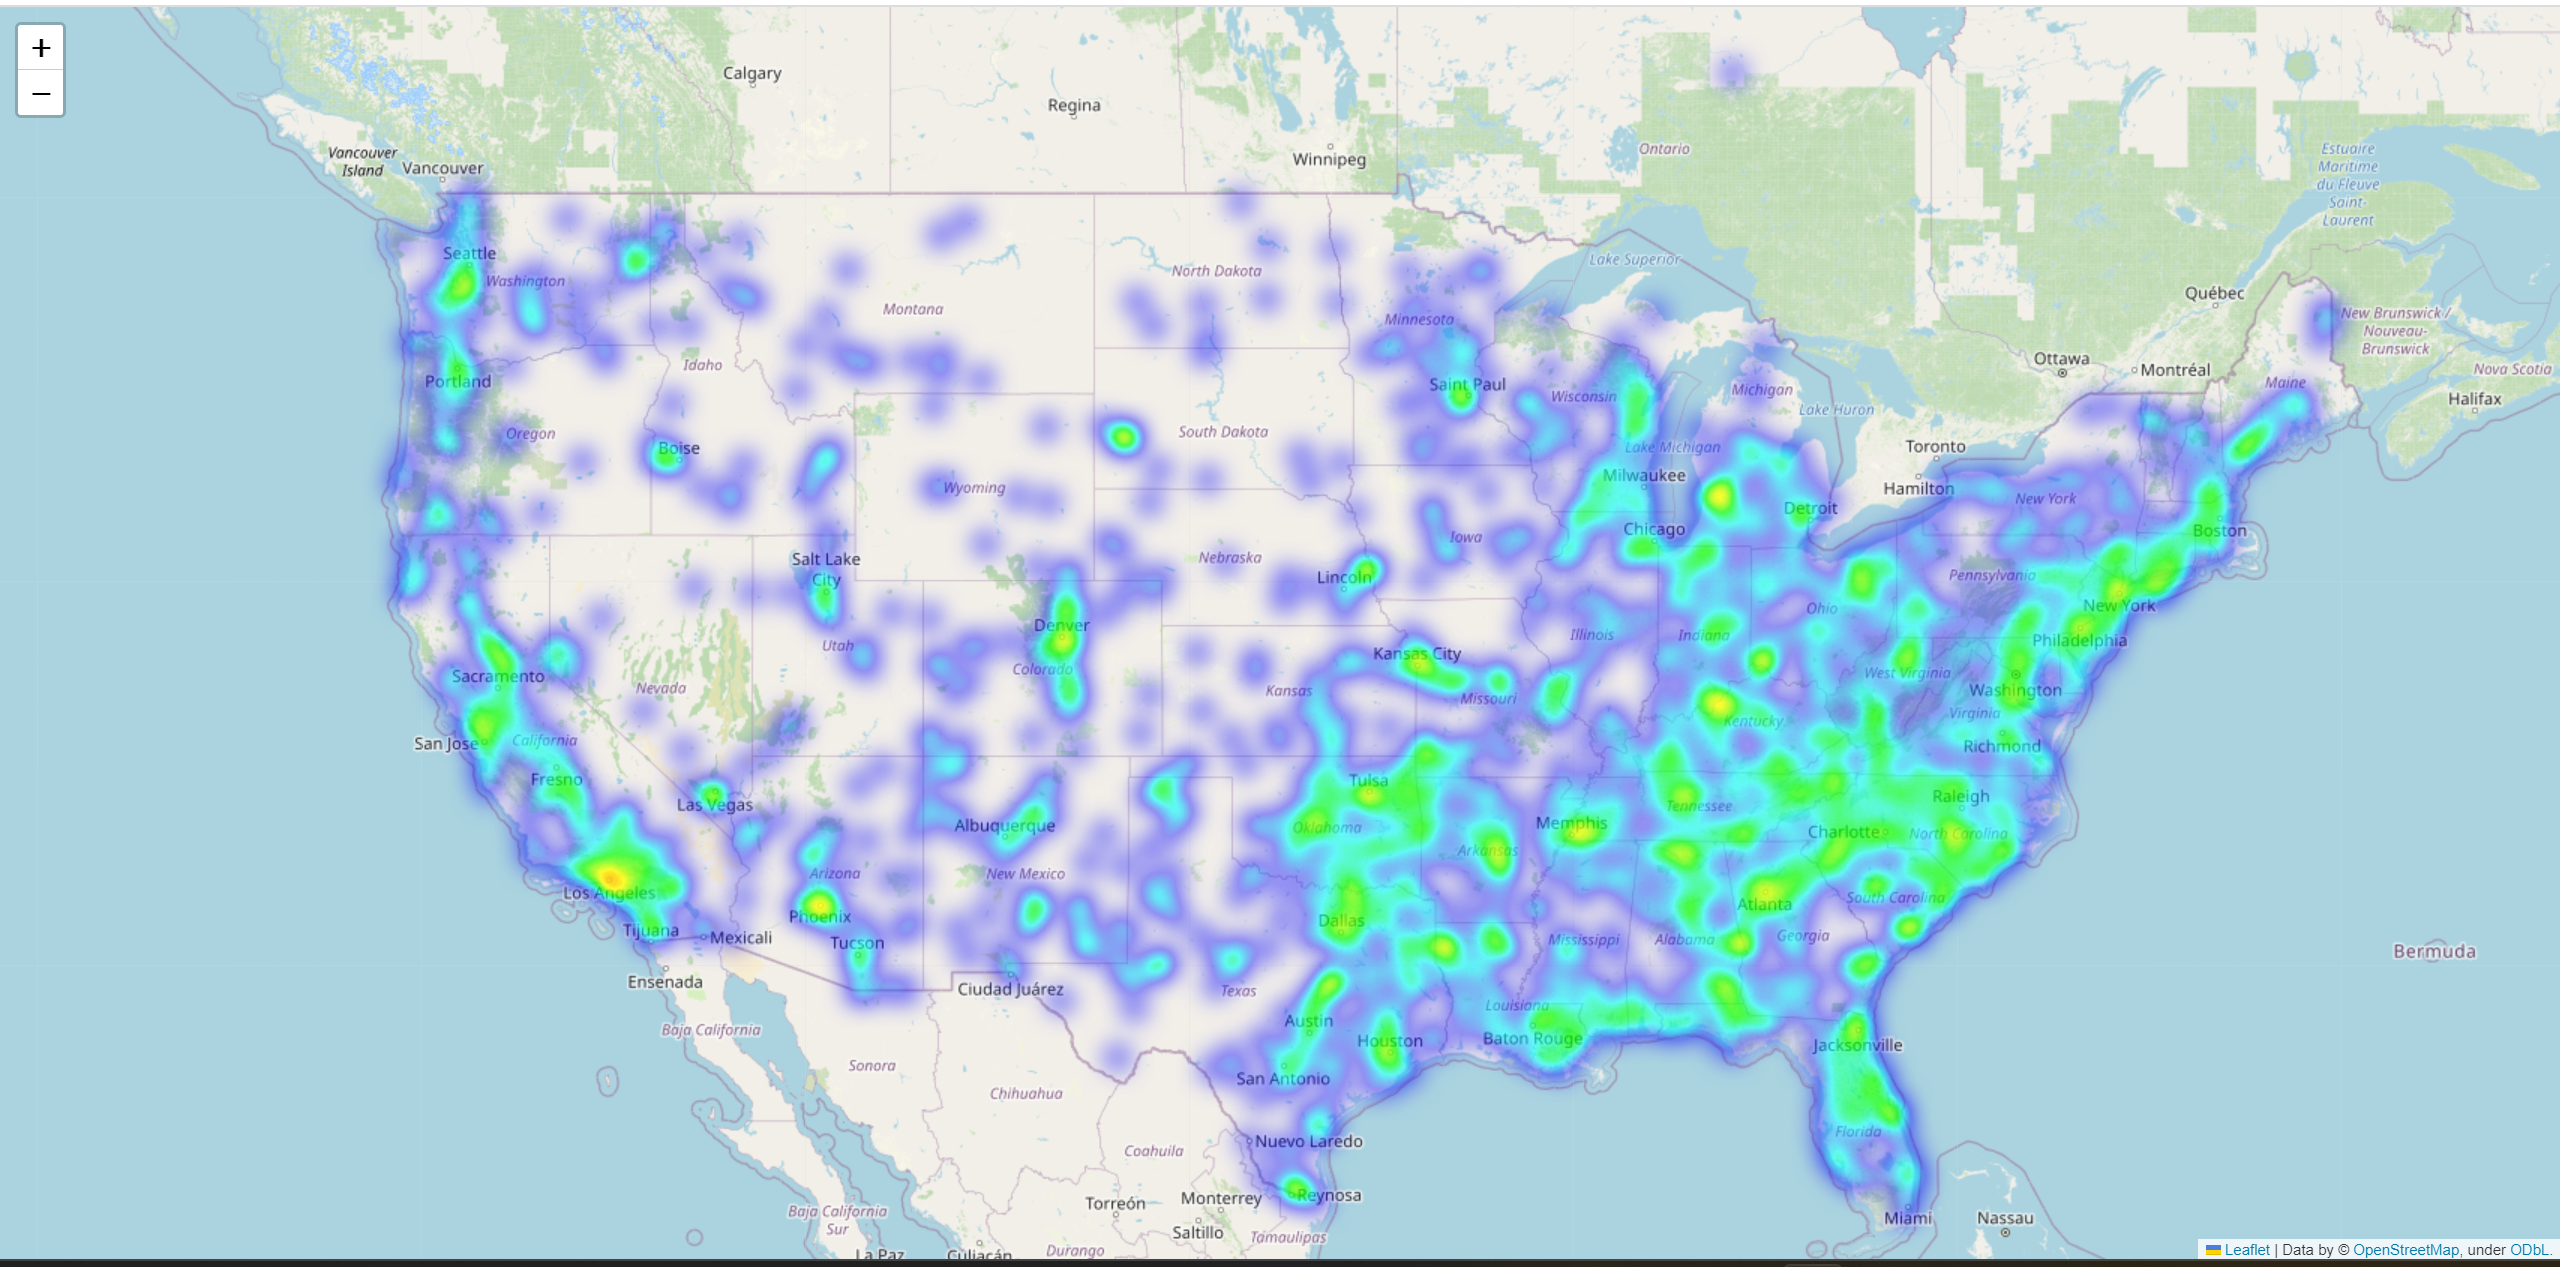 +
−
Calgary
Regina
Winnipeg
Vancouver
Island
Vancouver
Ontario
Estuaire
Maritime
du Fleuve
Saint-
Laurent
Seattle
Washington
Lake Superior
North Dakota
Montana
Minnesota
Québec
New Brunswick /
Nouveau-
Brunswick
Idaho
Portland
Saint Paul
Wisconsin
Michigan
Lake Huron
Ottawa
Montréal
Maine
Nova Scotia
Halifax
Oregon
Boise
South Dakota
Lake Michigan
Toronto
Hamilton
Wyoming
Milwaukee
Detroit
New York
Boston
Chicago
Iowa
Salt Lake
City
Nebraska
Lincoln
Pennsylvania
New York
Ohio
Denver
Utah
Illinois
Indiana
Philadelphia
Sacramento
Nevada
Colorado
Kansas City
Kansas
Missouri
West Virginia
Washington
Virginia
Kentucky
San Jose
California
Richmond
Fresno
Las Vegas
Tulsa
Tennessee
Raleigh
Albuquerque
Oklahoma
Memphis
Charlotte
North Carolina
Arkansas
Arizona
New Mexico
Los Angeles
Phoenix
Dallas
Atlanta
South Carolina
Tijuana
Mexicali
Tucson
Mississippi
Alabama
Georgia
Bermuda
Ensenada
Ciudad Juárez
Texas
Louisiana
Baja California
Austin
Houston
Baton Rouge
Jacksonville
Sonora
San Antonio
Chihuahua
Nuevo Laredo
Florida
Coahuila
Torreón
Monterrey
Reynosa
Baja California
Sur
Saltillo
Tamaulipas
Miami
Nassau
La Paz
Culiacán
Durango
Leaflet | Data by © OpenStreetMap, under ODbL.